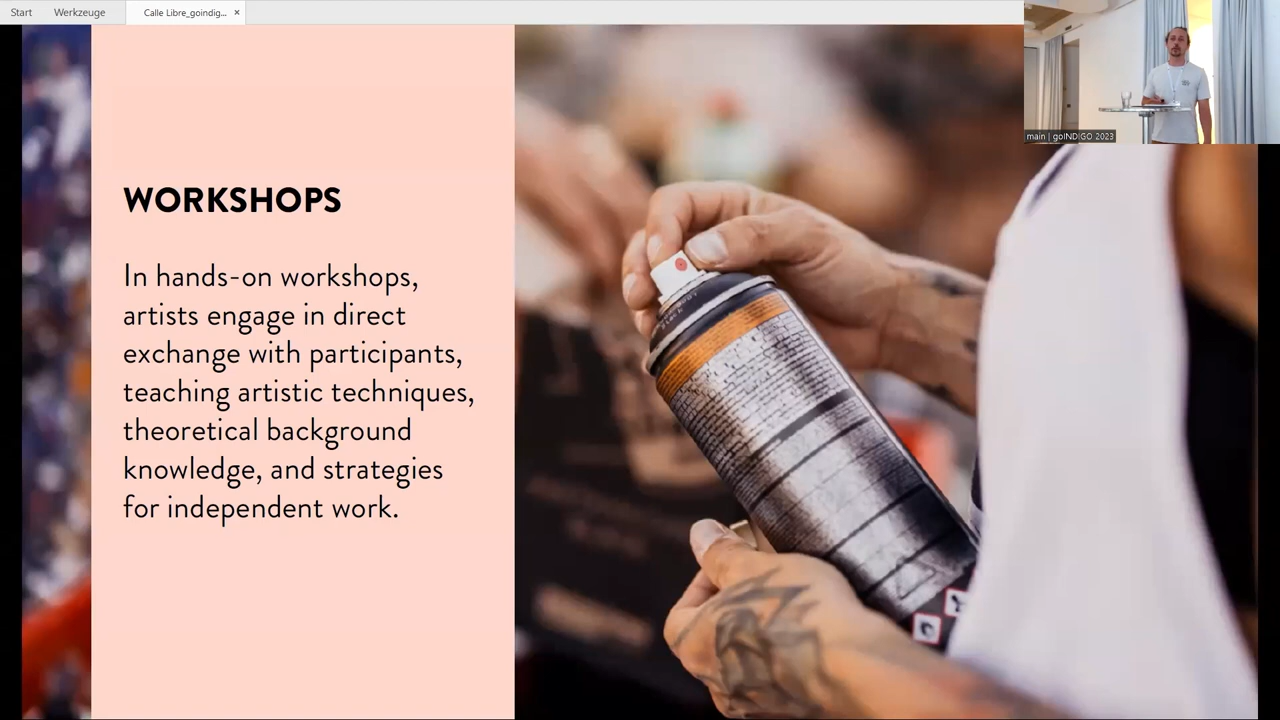 Start
Werkzeuge
Calle Libre_goindig... ×
main | goINDIGO 2023
WORKSHOPS
In hands-on workshops,
artists engage in direct
exchange with participants,
teaching artistic techniques,
theoretical background
knowledge, and strategies
for independent work.